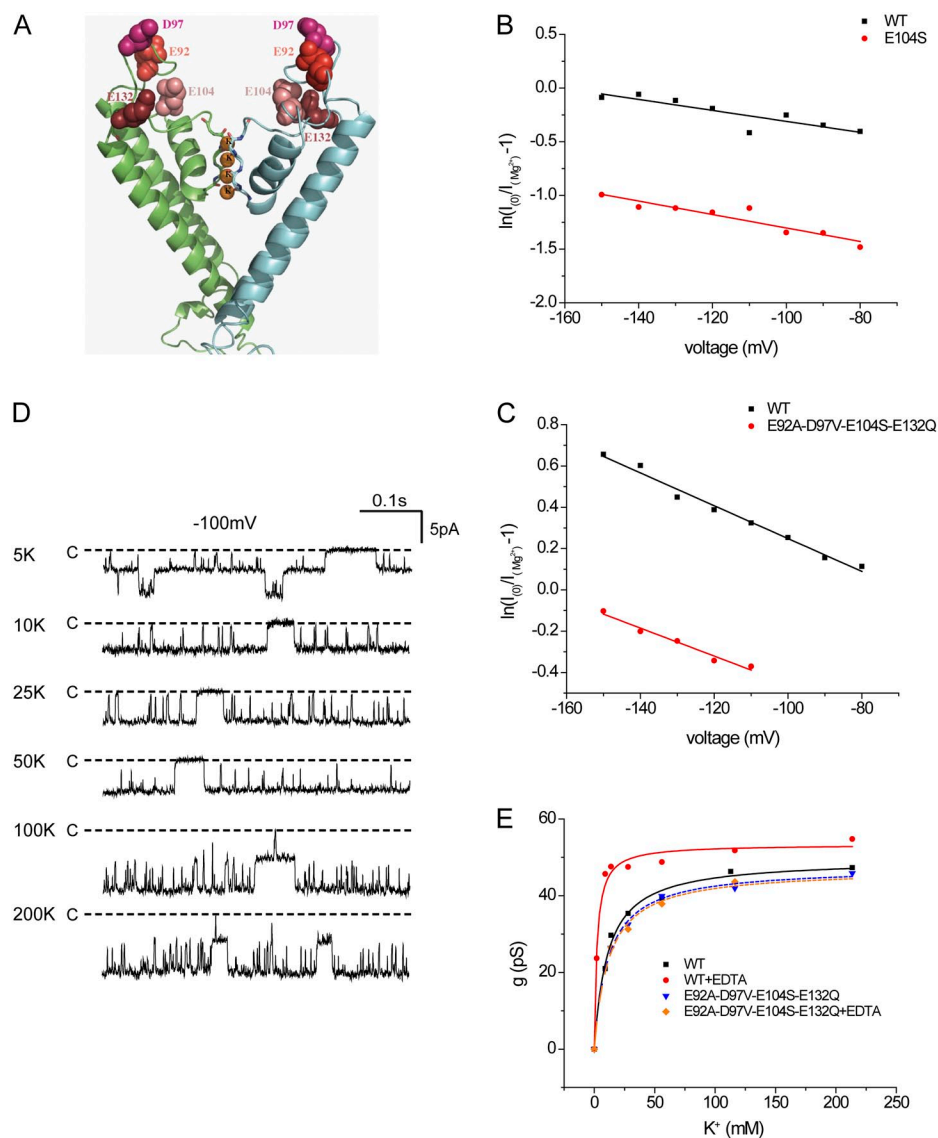 A
D97
D97
E92
E92
E132
E104
E104
E132
K
K
K
K
B
WT
E104S
ln(I(0)/I(Mg2+)-1)
0.5
0.0
-0.5
-1.0
-1.5
-2.0
-160
-140
-120
-100
-80
voltage (mV)
C
WT
E92A-D97V-E104S-E132Q
ln(I(0)/I(Mg2+)-1)
0.8
0.6
0.4
0.2
0.0
-0.2
-0.4
-160
-140
-120
-100
-80
voltage (mV)
D
0.1s
5pA
-100mV
5K C
10K C
25K C
50K C
100K C
200K C
E
g (pS)
60
40
20
0
WT
WT+EDTA
E92A-D97V-E104S-E132Q
E92A-D97V-E104S-E132Q+EDTA
0
50
100
150
200
250
K+ (mM)